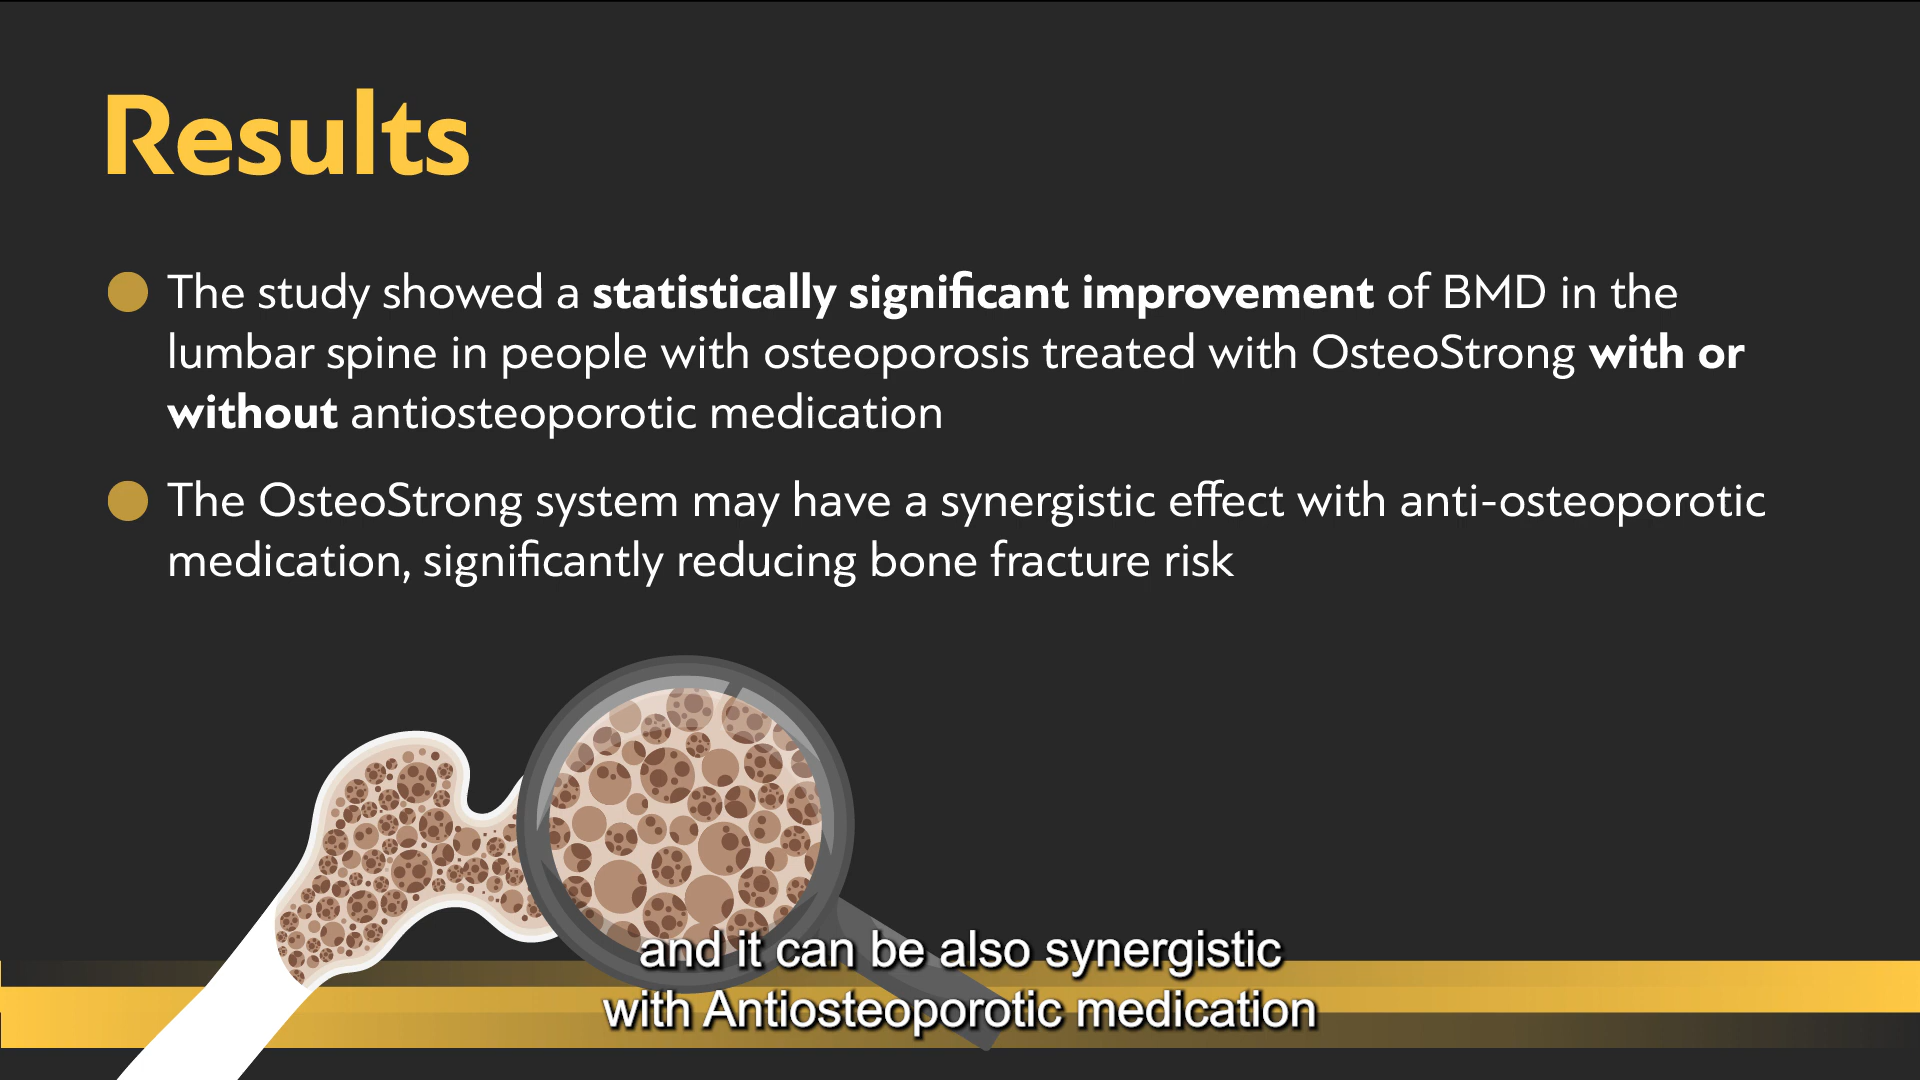 Results
The study showed a statistically significant improvement of BMD in the
lumbar spine in people with osteoporosis treated with OsteoStrong with or
without antiosteoporotic medication
The OsteoStrong system may have a synergistic effect with anti-osteoporotic
medication, significantly reducing bone fracture risk
and it can be also synergistic
with Antiosteoporotic medication